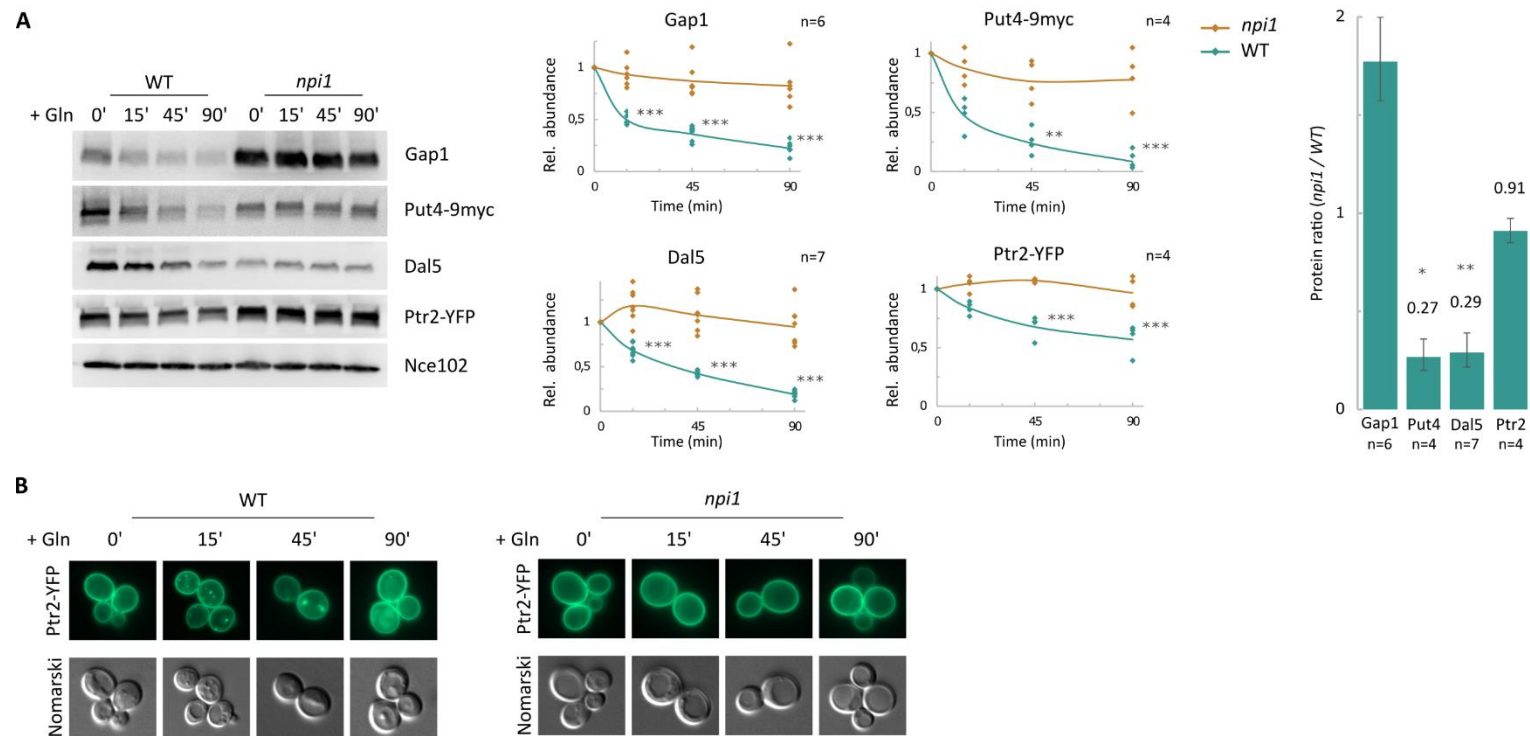 A
WT
npi1
+ Gln 0' 15' 45' 90' 0' 15' 45' 90'
Gap1
Put4-9myc
Dal5
Ptr2-YFP
Nce102
Gap1
n=6
Rel. abundance
1
0,5
0
***
***
***
0 45 90
Time (min)
Put4-9myc
n=4
Rel. abundance
1
0,5
0
**
***
0 45 90
Time (min)
npi1
WT
Dal5
n=7
Rel. abundance
1
0,5
0
***
***
***
0 45 90
Time (min)
Ptr2-YFP
n=4
Rel. abundance
1
0,5
0
***
***
0 45 90
Time (min)
Protein ratio (npi1 / WT)
2
1
0
*
0.27
**
0.29
0.91
Gap1 Put4 Dal5 Ptr2
n=6 n=4 n=7 n=4
B
WT
+ Gln 0' 15' 45' 90'
Ptr2-YFP
Nomarski
npi1
+ Gln 0' 15' 45' 90'
Ptr2-YFP
Nomarski